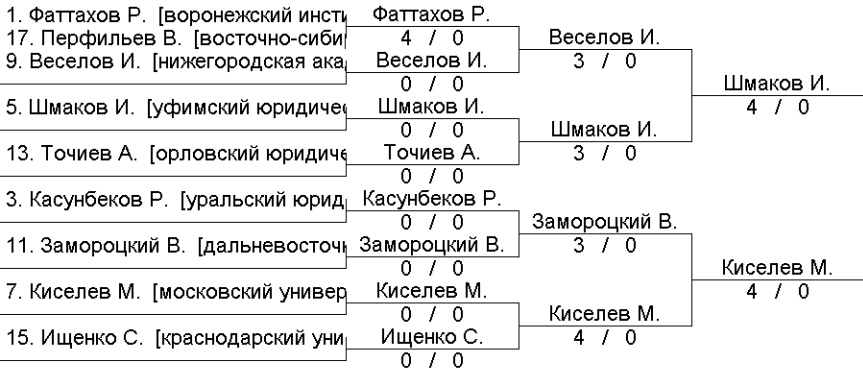 1. Фаттахов Р. [воронежский инсти
Фаттахов Р.
17. Перфильев В. [восточно-сиби
4 / 0
Веселов И.
9. Веселов И. [нижегородская ака
Веселов И.
3 / 0
0 / 0
Шмаков И.
5. Шмаков И. [уфимский юридичес
Шмаков И.
4 / 0
0 / 0
Шмаков И.
13. Точиев А. [орловский юридиче
Точиев А.
3 / 0
0 / 0
3. Касунбеков Р. [уральский юрид
Касунбеков Р.
0 / 0
Замороцкий В.
11. Замороцкий В. [дальневосточн
Замороцкий В.
3 / 0
0 / 0
Киселев М.
7. Киселев М. [московский универ
Киселев М.
4 / 0
0 / 0
Киселев М.
15. Ищенко С. [краснодарский уни
Ищенко С.
4 / 0
0 / 0